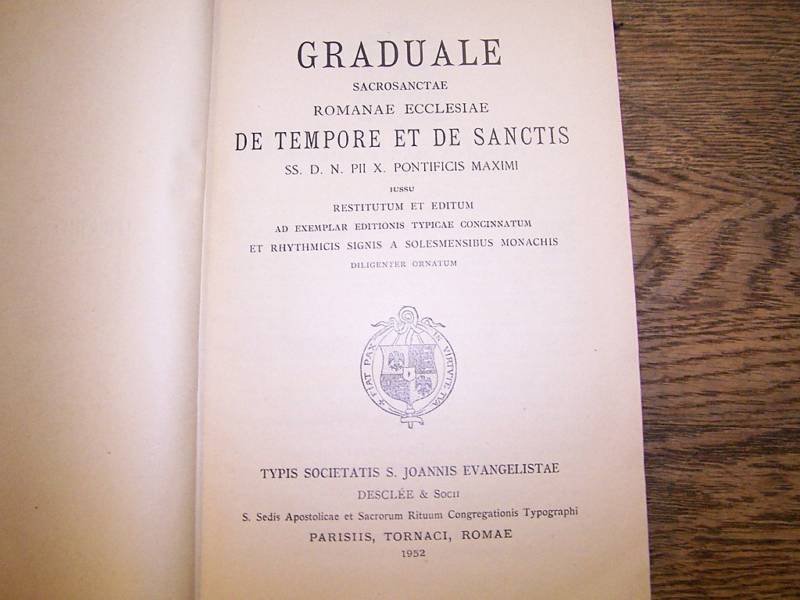 GRADUALE
SACROSANCTAE
ROMANAE ECCLESIAE
DE TEMPORE ET DE SANCTIS
SS. D. N. PII X. PONTIFICIS MAXIMI
IUSSU
RESTITUTUM ET EDITUM
AD EXEMPLAR EDITIONIS TYPICAE CONCINNATUM
ET RHYTHMICIS SIGNIS A SOLESMENSIBUS MONACHIS
DILIGENTER ORNATUM
✠ FIAT PAX IN VIRTVTE TVA
TYPIS SOCIETATIS S. JOANNIS EVANGELISTAE
DESCLÉE & Socii
S. Sedis Apostolicae et Sacrorum Rituum Congregationis Typographi
PARISIIS, TORNACI, ROMAE
1952